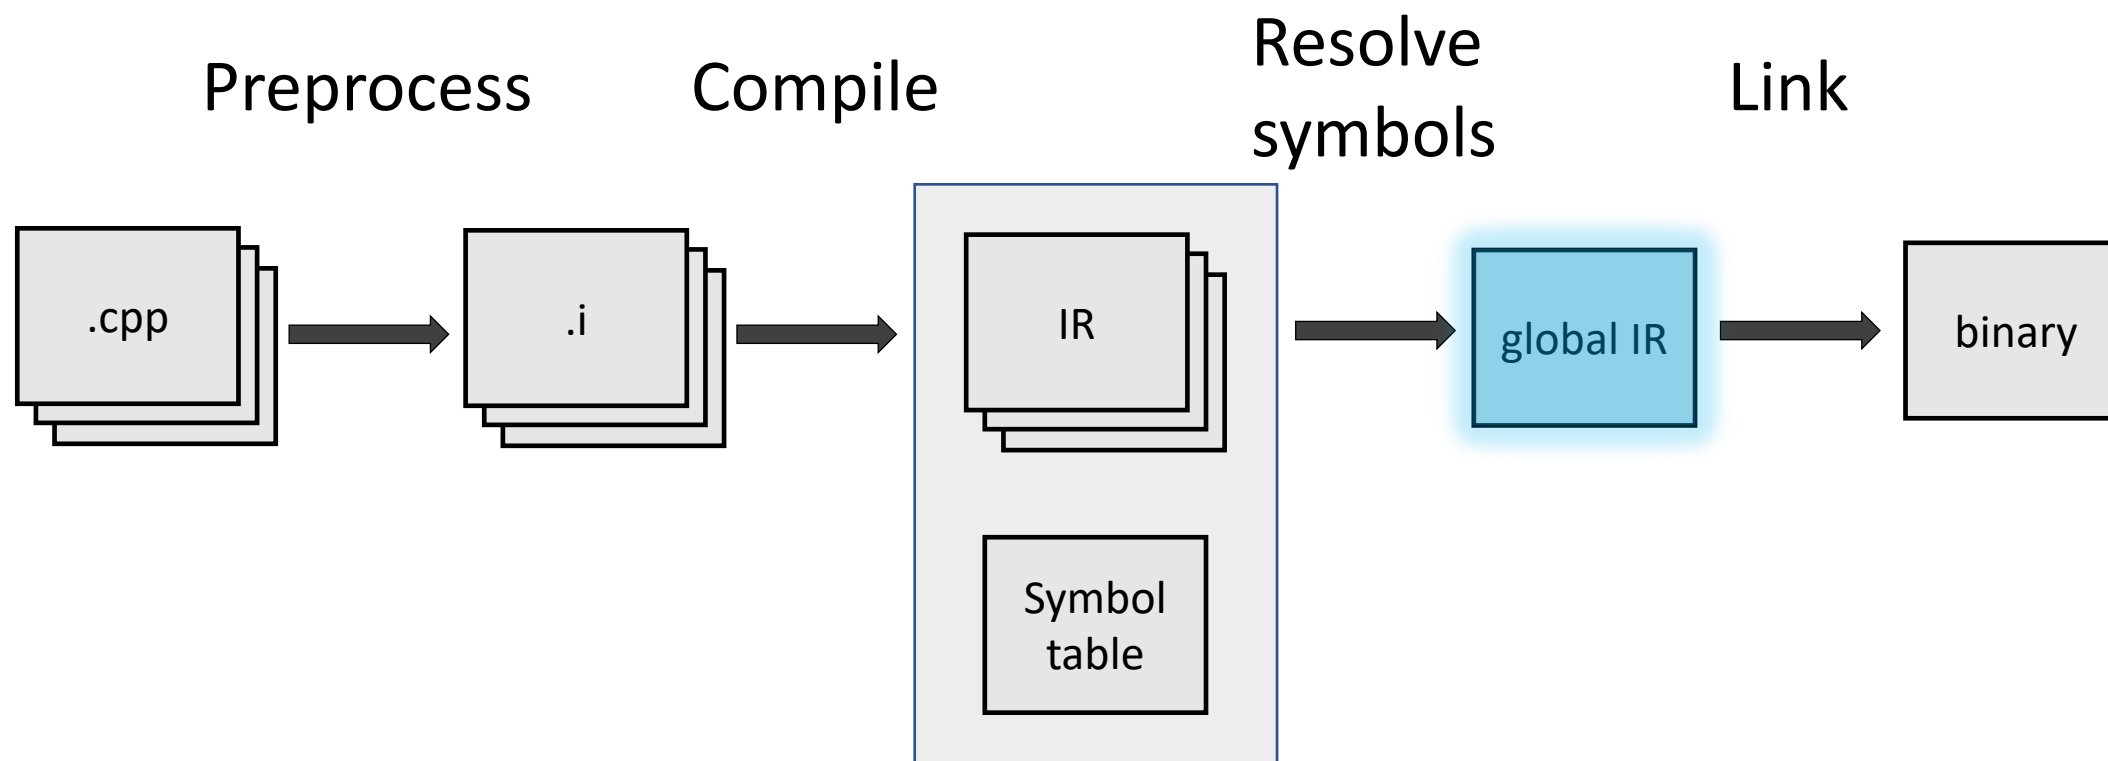 Preprocess
Compile
Resolve
symbols
Link
.cpp
.i
IR
global IR
binary
Symbol
table